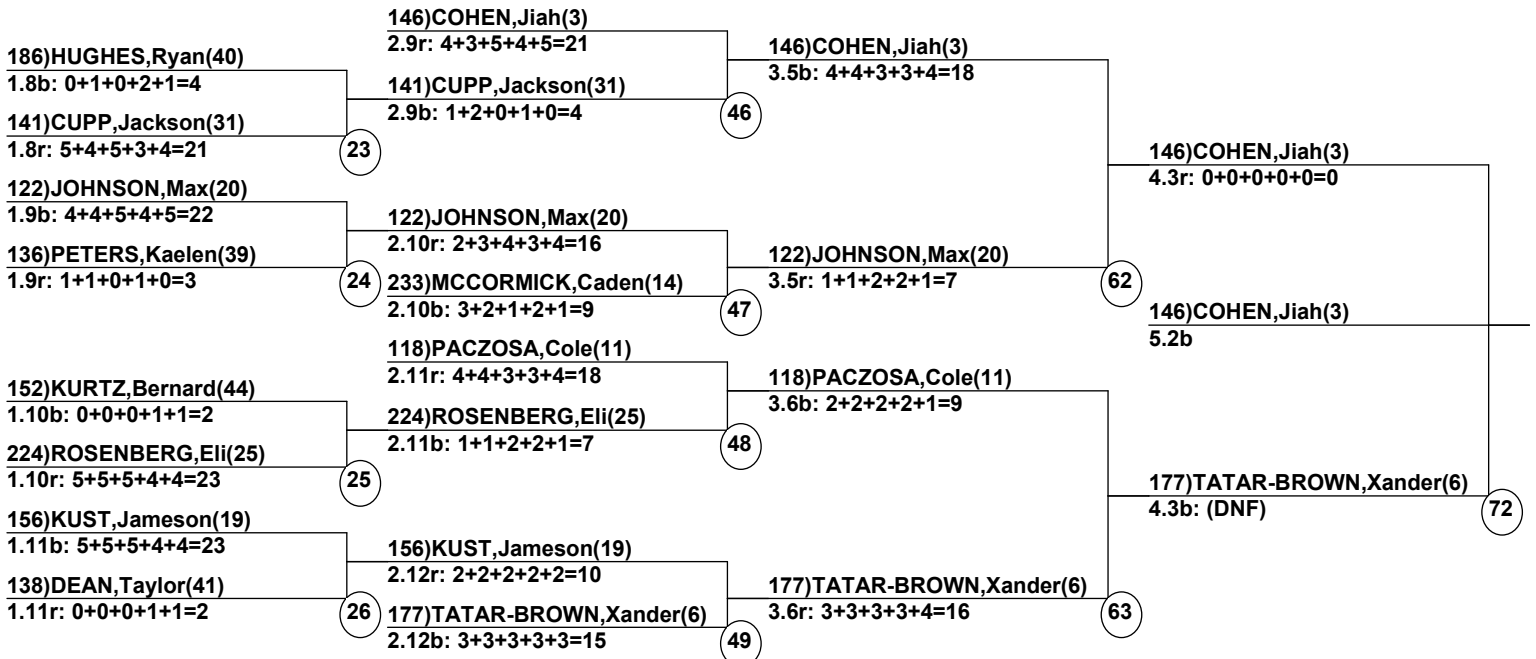 186)HUGHES,Ryan(40)
1.8b: 0+1+0+2+1=4
141)CUPP,Jackson(31)
1.8r: 5+4+5+3+4=21
23
122)JOHNSON,Max(20)
1.9b: 4+4+5+4+5=22
136)PETERS,Kaelen(39)
1.9r: 1+1+0+1+0=3
24
152)KURTZ,Bernard(44)
1.10b: 0+0+0+1+1=2
224)ROSENBERG,Eli(25)
1.10r: 5+5+5+4+4=23
25
156)KUST,Jameson(19)
1.11b: 5+5+5+4+4=23
138)DEAN,Taylor(41)
1.11r: 0+0+0+1+1=2
26
146)COHEN,Jiah(3)
2.9r: 4+3+5+4+5=21
141)CUPP,Jackson(31)
2.9b: 1+2+0+1+0=4
46
122)JOHNSON,Max(20)
2.10r: 2+3+4+3+4=16
233)MCCORMICK,Caden(14)
2.10b: 3+2+1+2+1=9
47
118)PACZOSA,Cole(11)
2.11r: 4+4+3+3+4=18
224)ROSENBERG,Eli(25)
2.11b: 1+1+2+2+1=7
48
156)KUST,Jameson(19)
2.12r: 2+2+2+2+2=10
177)TATAR-BROWN,Xander(6)
2.12b: 3+3+3+3+3=15
49
146)COHEN,Jiah(3)
3.5b: 4+4+3+3+4=18
122)JOHNSON,Max(20)
3.5r: 1+1+2+2+1=7
62
118)PACZOSA,Cole(11)
3.6b: 2+2+2+2+1=9
177)TATAR-BROWN,Xander(6)
3.6r: 3+3+3+3+4=16
63
146)COHEN,Jiah(3)
4.3r: 0+0+0+0+0=0
146)COHEN,Jiah(3)
5.2b
177)TATAR-BROWN,Xander(6)
4.3b: (DNF)
72